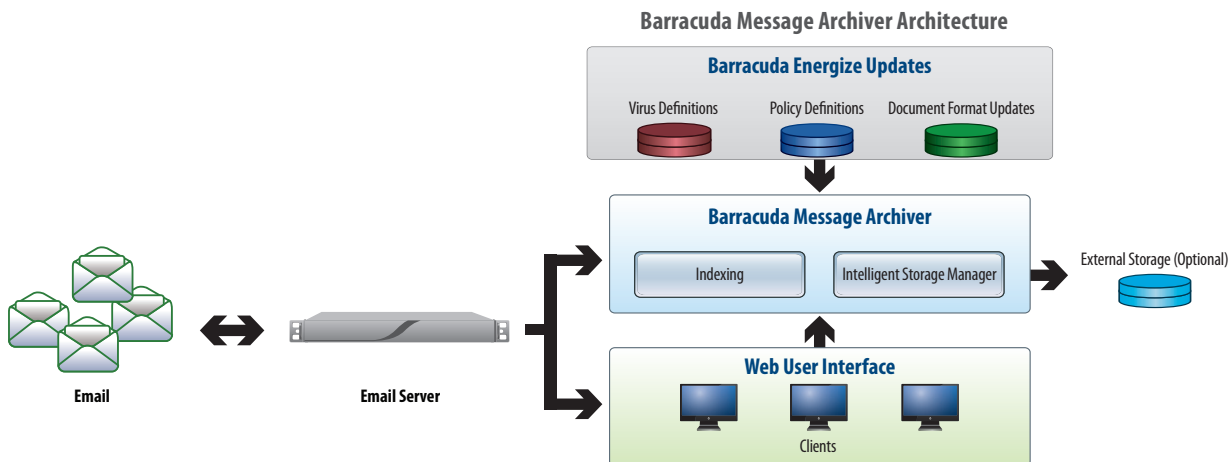 Barracuda Message Archiver Architecture
Barracuda Energize Updates
Virus Definitions
Policy Definitions
Document Format Updates
Barracuda Message Archiver
Indexing
Intelligent Storage Manager
External Storage (Optional)
Email
Email Server
Web User Interface
Clients